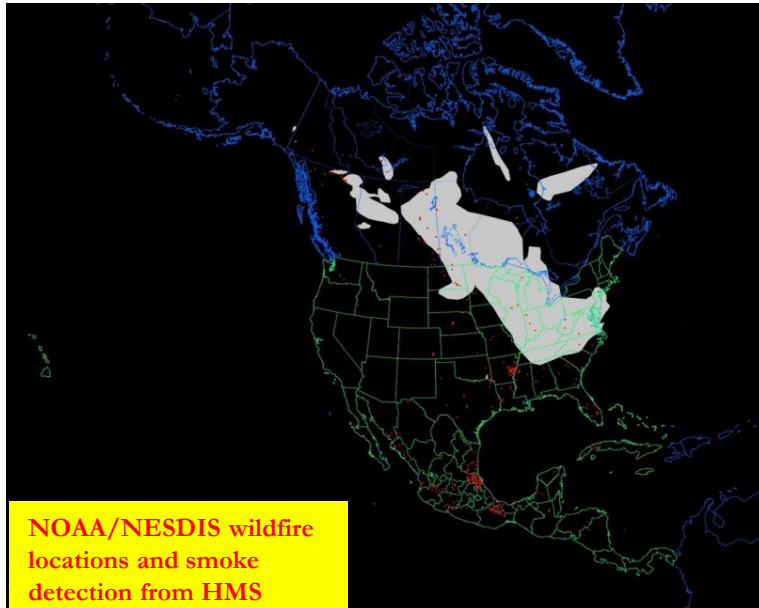 NOAA/NESDIS wildfire
locations and smoke
detection from HMS